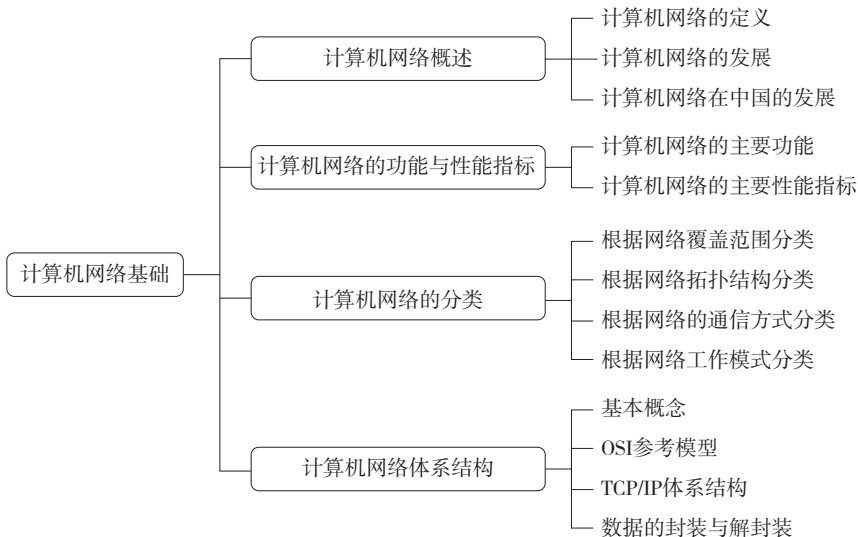 计算机网络基础
计算机网络概述
计算机网络的定义
计算机网络的发展
计算机网络在中国的发展
计算机网络的功能与性能指标
计算机网络的主要功能
计算机网络的主要性能指标
计算机网络的分类
根据网络覆盖范围分类
根据网络拓扑结构分类
根据网络的通信方式分类
根据网络工作模式分类
计算机网络体系结构
基本概念
OSI参考模型
TCP/IP体系结构
数据的封装与解封装